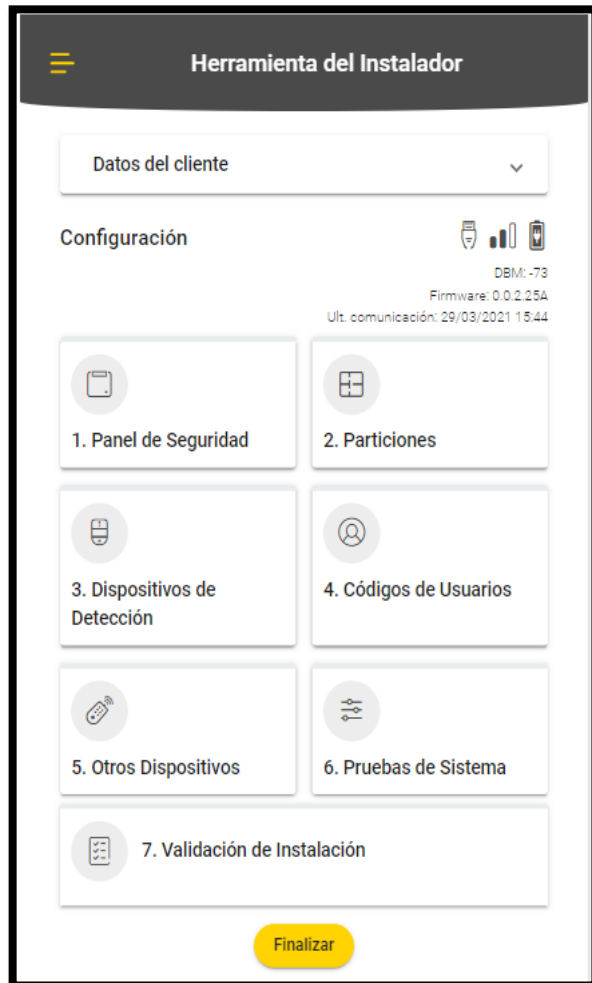 Herramienta del Instalador
Datos del cliente
Configuración
DBM: -73
Firmware: 0.0.2.25A
Ult. comunicación: 29/03/2021 15:44
1. Panel de Seguridad
2. Particiones
3. Dispositivos de
Detección
4. Códigos de Usuarios
5. Otros Dispositivos
6. Pruebas de Sistema
7. Validación de Instalación
Finalizar